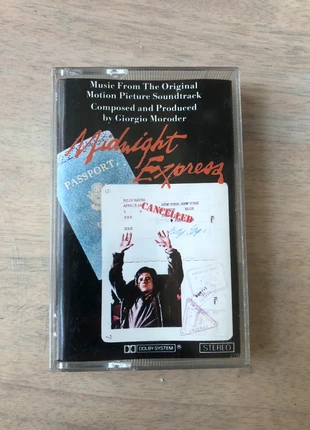 Music From The Original
Motion Picture Soundtrack
Composed and Produced
by Giorgio Moroder
Midnight
Express
PASSPORT
CANCELLED
DOLBY SYSTEM ®
STEREO